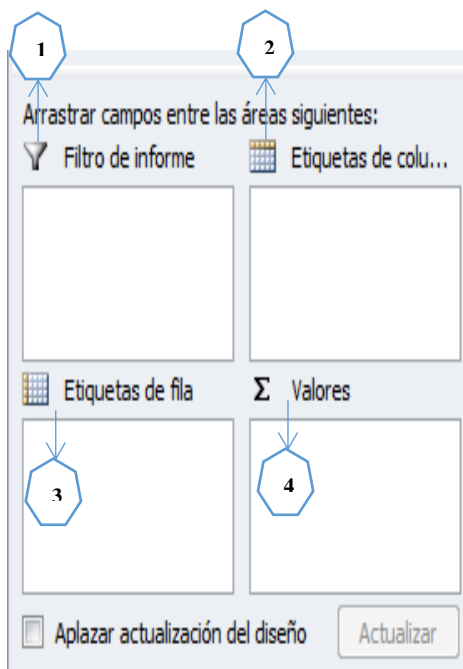 1 2
Arrastrar campos entre las áreas siguientes:
Filtro de informe Etiquetas de colu...
Etiquetas de fila Σ Valores
3 4
Aplazar actualización del diseño Actualizar